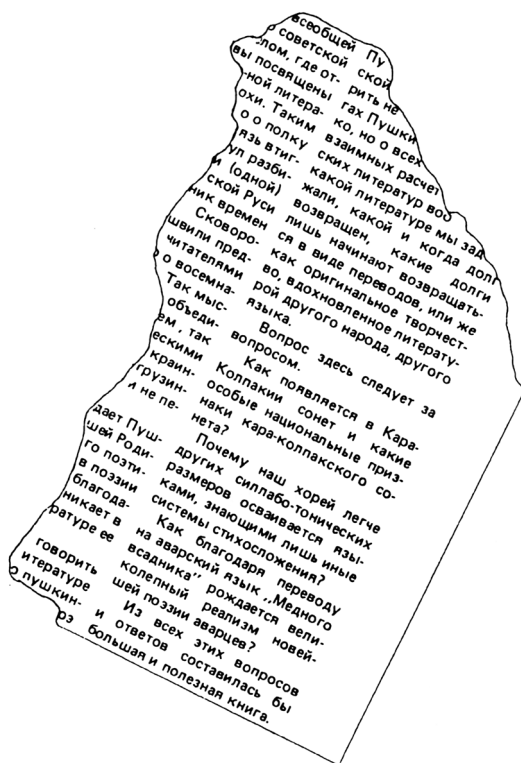 всеобщей
советской
лом, где от-
вы посвящены
ной литера-
охи. Таким
о о полку
язь втиг-
ул разби-
и (одной)
ской Руси
ник времен
Сковоро-
швили пред-
читателями
о восемна-
Так мыс-
объеди-
ем, так
ескими
краин-
грузин-
и не пе-
дает Пуш-
шей Роди-
го поэти-
в поэзии
благода-
никает в
ратуре ее
говорить
итературе
о пушкин-
рэ
Пу
ской
рить не
гах Пушки
ко, но о всех
взаимных расчет
ских литератур воо
какой литературе мы зад
жали, какой и когда долг
возвращен, какие долги
лишь начинают возвращать-
ся в виде переводов, или же
как оригинальное творчест-
во, вдохновленное литерату-
рой другого народа, другого
языка.
Вопрос здесь следует за
вопросом.
Как появляется в Кара-
Колпакии сонет и какие
особые национальные приз-
наки кара-колпакского со-
нета?
Почему наш хорей легче
других силлабо-тонических
размеров осваивается язы-
ками, знающими лишь иные
системы стихосложения?
Как благодаря переводу
на аварский язык „Медного
всадника" рождается вели-
колепный реализм новей-
шей поэзии аварцев?
Из всех этих вопросов
и ответов составилась бы
большая и полезная книга.